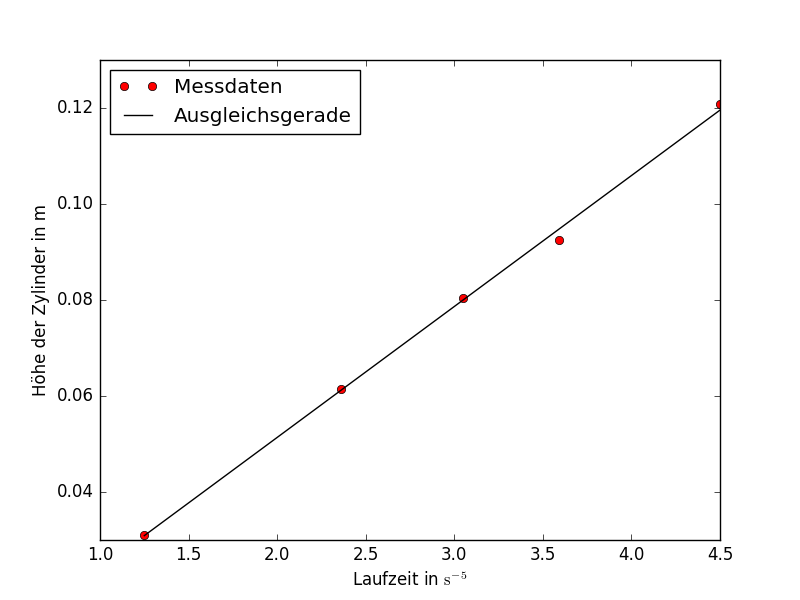 Messdaten
Ausgleichsgerade
0.12
0.10
0.08
0.06
0.04
Höhe der Zylinder in m
1.0 1.5 2.0 2.5 3.0 3.5 4.0 4.5
Laufzeit in s⁻⁵